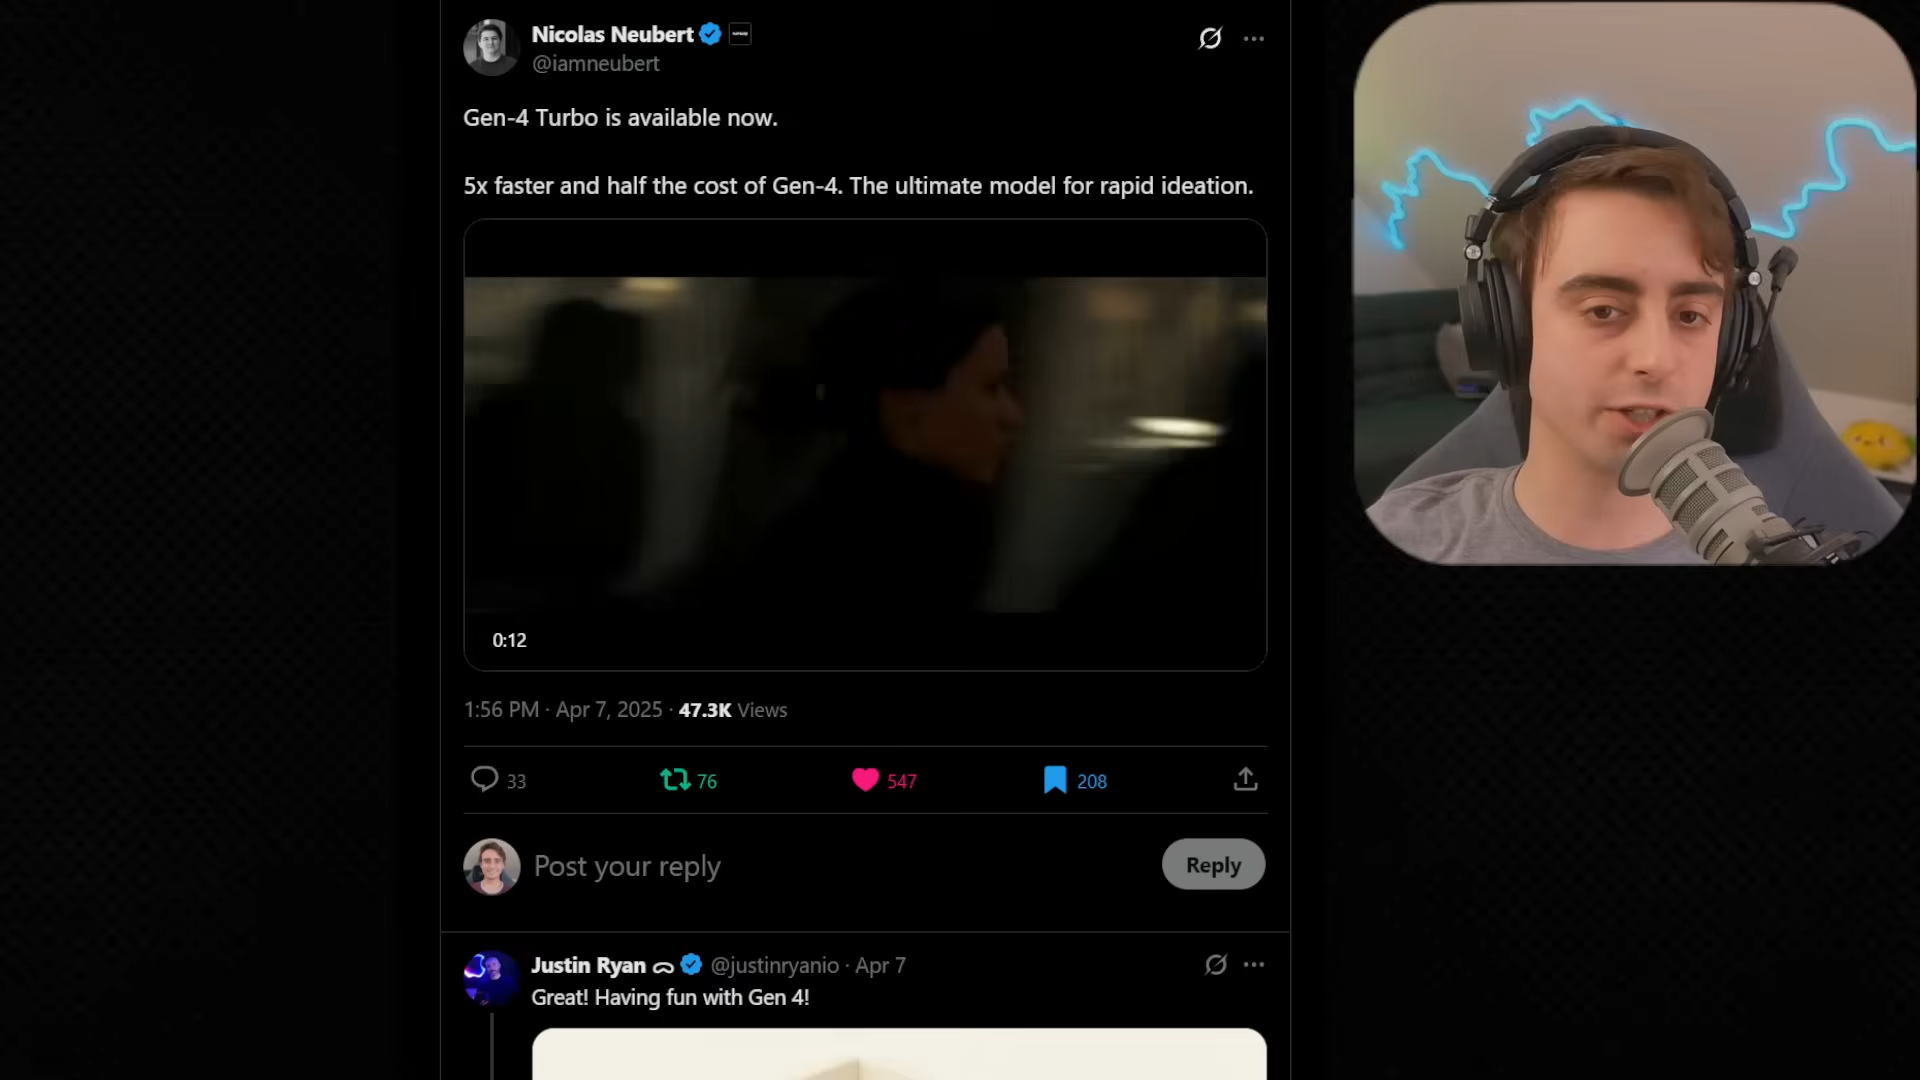 Nicolas Neubert
@iamneubert
Gen-4 Turbo is available now.
5x faster and half the cost of Gen-4. The ultimate model for rapid ideation.
0:12
1:56 PM · Apr 7, 2025 · 47.3K Views
33
76
547
208
Post your reply
Reply
Justin Ryan @justinryanio · Apr 7
Great! Having fun with Gen 4!